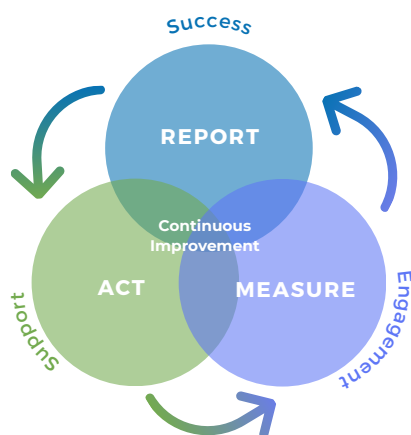 Success
REPORT
Continuous
Improvement
ACT
MEASURE
Support
Engagement